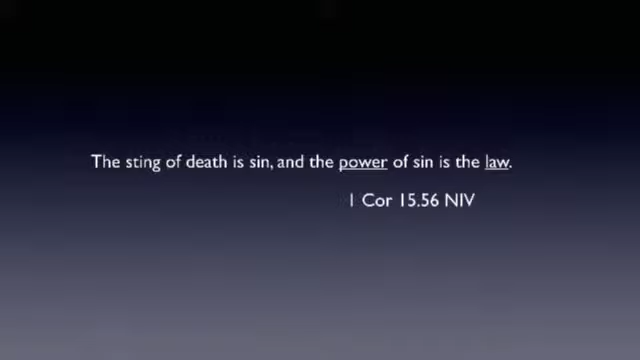 The sting of death is sin, and the power of sin is the law.
1 Cor 15.56 NIV